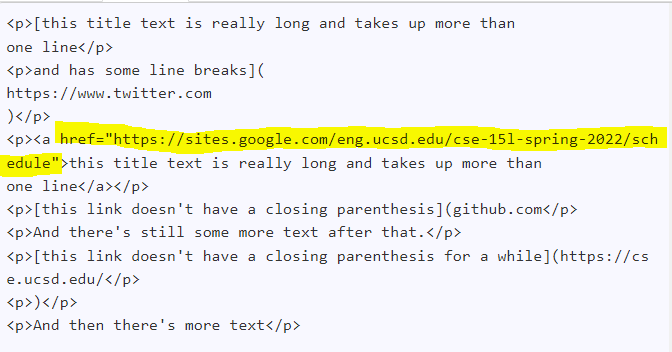 <p>[this title text is really long and takes up more than
one line</p>
<p>and has some line breaks](
https://www.twitter.com
)</p>
<p><a href="https://sites.google.com/eng.ucsd.edu/cse-15l-spring-2022/sch
edule">this title text is really long and takes up more than
one line</a></p>
<p>[this link doesn't have a closing parenthesis](github.com</p>
<p>And there's still some more text after that.</p>
<p>[this link doesn't have a closing parenthesis for a while](https://cs
e.ucsd.edu/</p>
<p>)</p>
<p>And then there's more text</p>